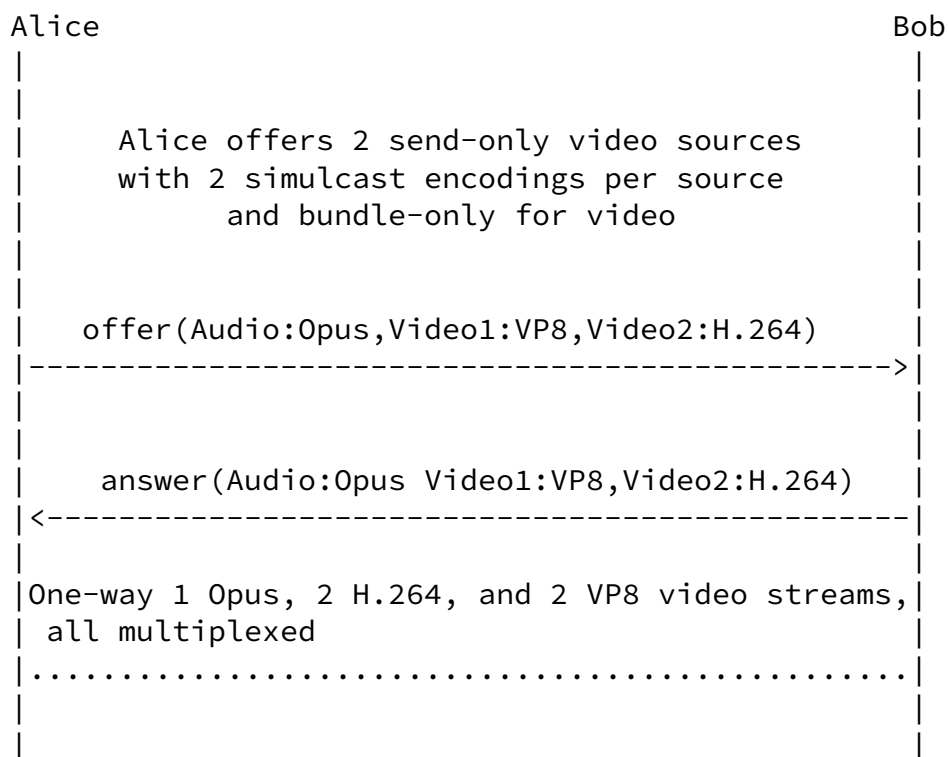 Alice Bob
Alice offers 2 send-only video sources
with 2 simulcast encodings per source
and bundle-only for video
offer(Audio:Opus,Video1:VP8,Video2:H.264)
answer(Audio:Opus Video1:VP8,Video2:H.264)
One-way 1 Opus, 2 H.264, and 2 VP8 video streams,
all multiplexed